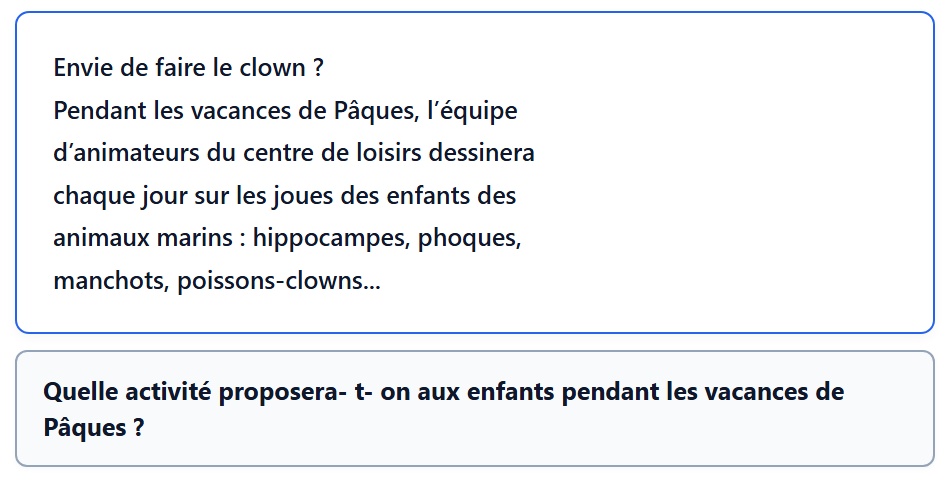 Envie de faire le clown ?
Pendant les vacances de Pâques, l’équipe
d’animateurs du centre de loisirs dessinera
chaque jour sur les joues des enfants des
animaux marins : hippocampes, phoques,
manchots, poissons-clowns...
Quelle activité proposera- t- on aux enfants pendant les vacances de
Pâques ?